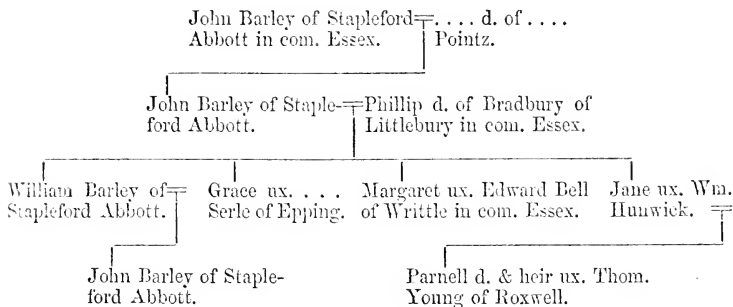 John Barley of Stapleford=. . . . d. of . . . .
Abbott in com. Essex. Pointz.
John Barley of Staple-=Phillip d. of Bradbury of
ford Abbott. Littlebury in com. Essex.
William Barley of= Grace ux. . . . . Margaret ux. Edward Bell Jane ux. Wm.
Stapleford Abbott. Serle of Epping. of Writtle in com. Essex. Hunwick. =
John Barley of Staple- Parnell d. & heir ux. Thom.
ford Abbott. Young of Roxwell.